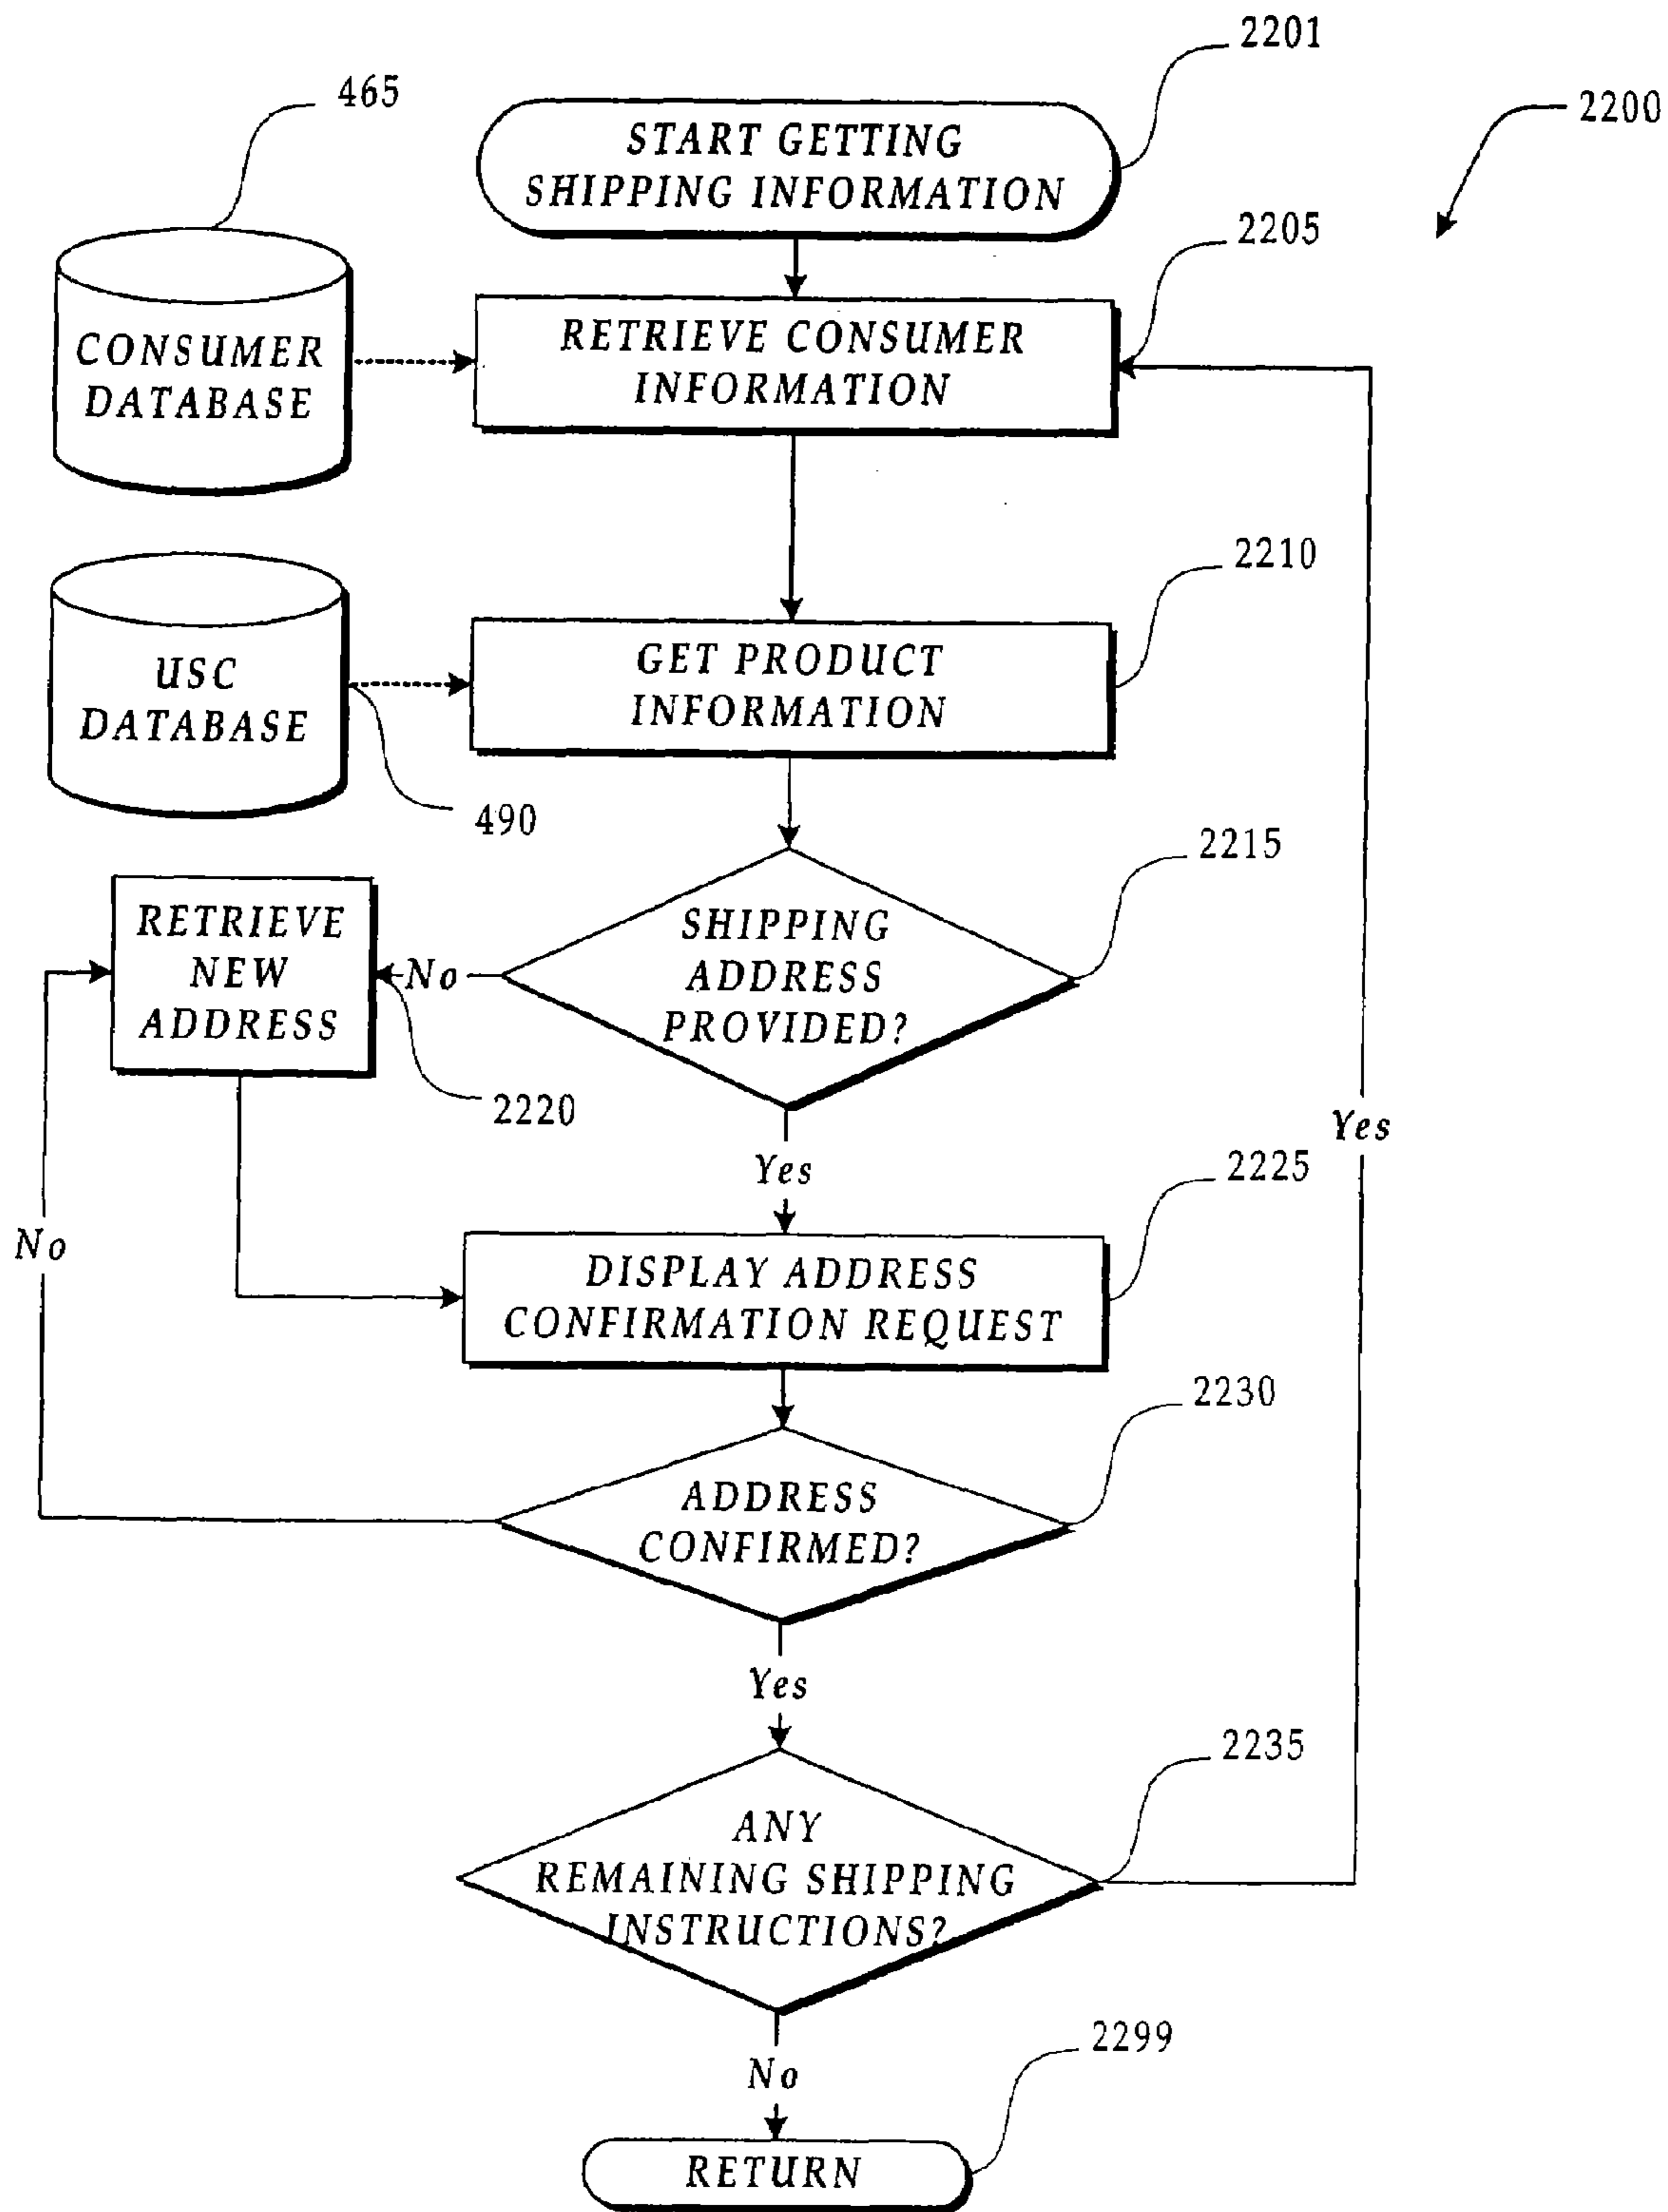 2201
465
2200
START GETTING
SHIPPING INFORMATION
2205
CONSUMER
DATABASE
RETRIEVE CONSUMER
INFORMATION
2210
USC
DATABASE
GET PRODUCT
INFORMATION
490
2215
RETRIEVE
NEW
ADDRESS
No
SHIPPING
ADDRESS
PROVIDED?
2220
Yes
Yes
2225
No
DISPLAY ADDRESS
CONFIRMATION REQUEST
2230
ADDRESS
CONFIRMED?
Yes
2235
ANY
REMAINING SHIPPING
INSTRUCTIONS?
2299
No
RETURN